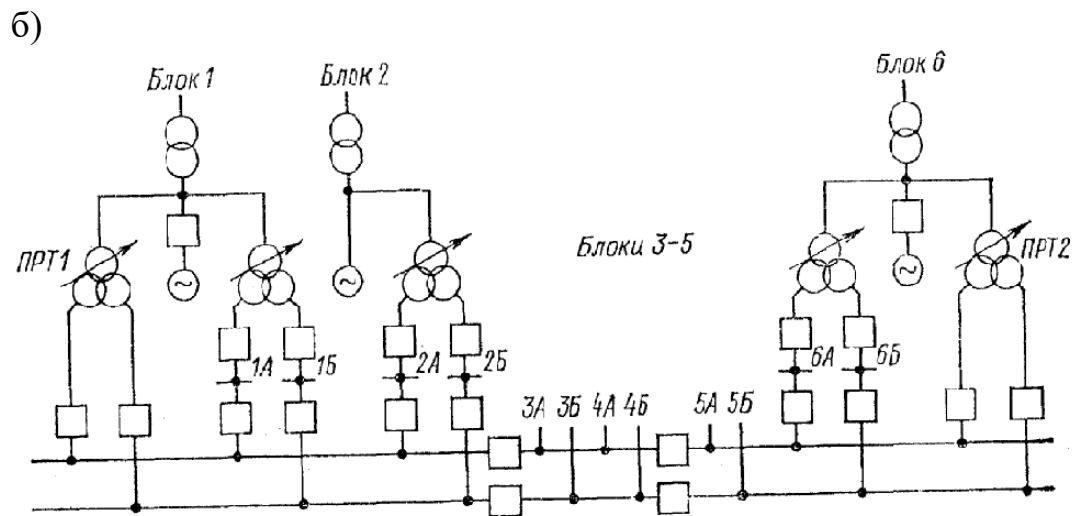 б)
Блок 1
Блок 2
Блок 6
ПРТ1
Блоки 3-5
ПРТ2
1А
1Б
2А
2Б
6А
6Б
3А 3Б 4А 4Б
5А 5Б